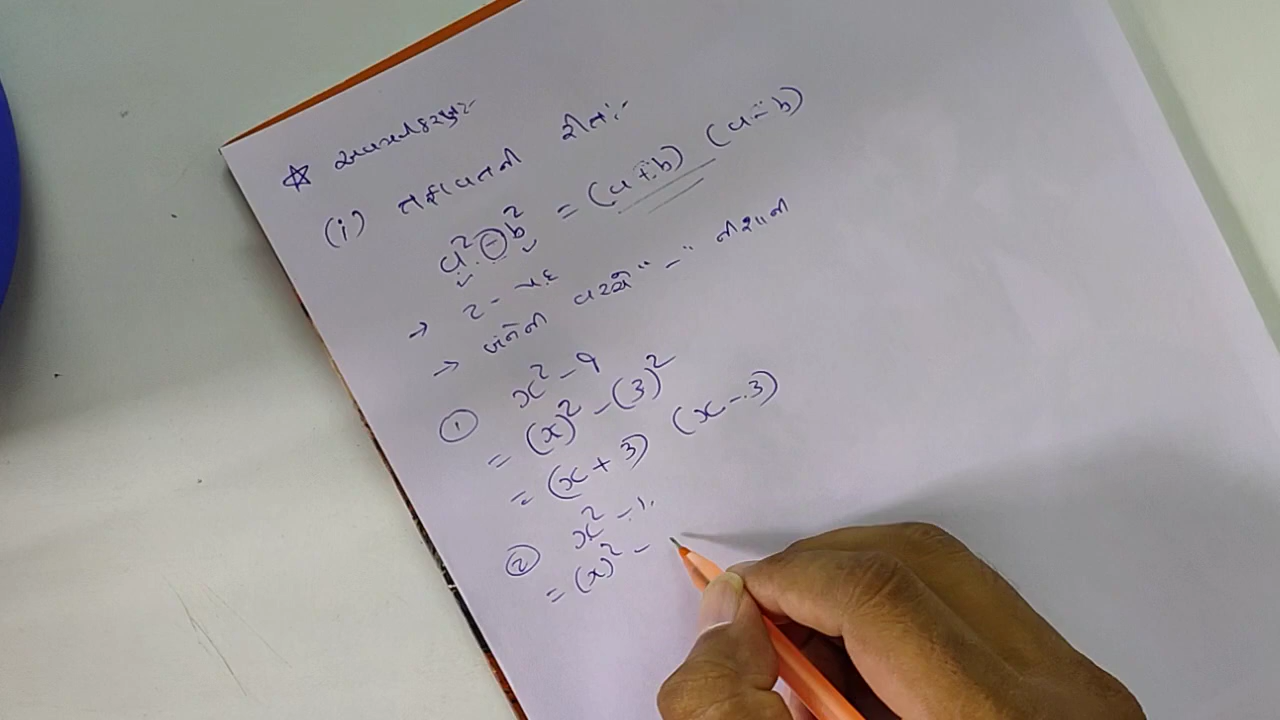 ☆ અવયવીકરણ:-
(i) તફાવતની રીત:-
a² - b² = (a+b) (a-b)
→ 2 - પદ
→ બંનેની વચ્ચે "-" નીશાની
① x² - 9
= (x)² - (3)²
= (x+3) (x-3)
② x² - 1
= (x)² -